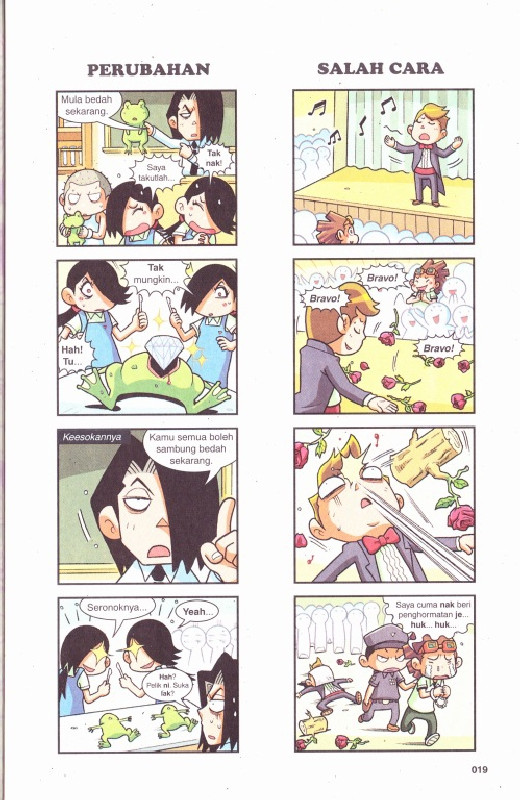 PERUBAHAN
Mula bedah
sekarang.
Saya
takutlah...
Tak
nak!
Tak
mungkin...
Hah!
Tu...
Keesokannya
Kamu semua boleh
sambung bedah
sekarang.
Seronoknya...
Yeah...
Hah?
Pelik ni. Suka
tak?
SALAH CARA
Bravo!
Bravo!
Bravo!
Saya cuma nak beri
penghormatan je...
huk... huk...
019